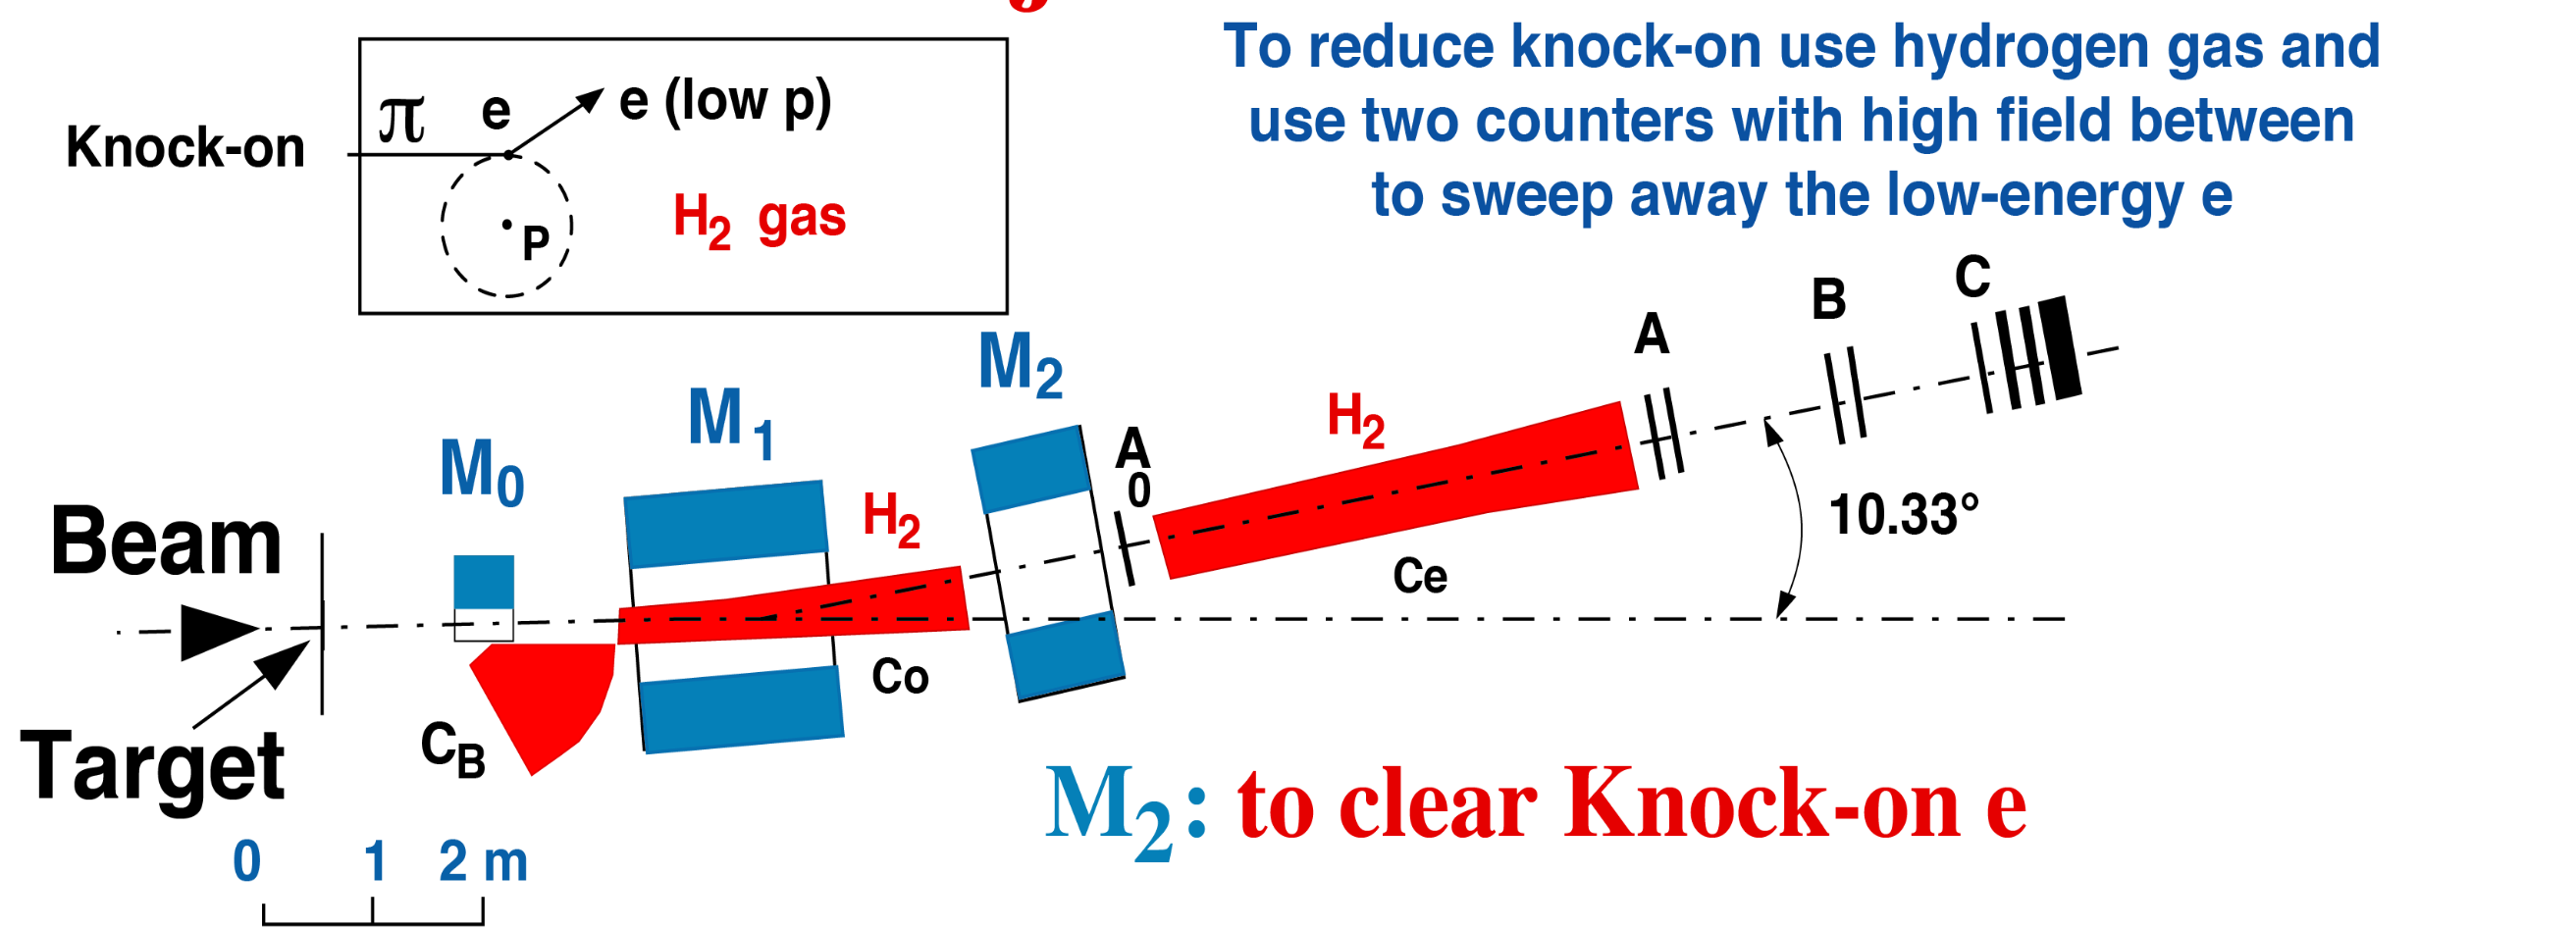 To reduce knock-on use hydrogen gas and
use two counters with high field between
to sweep away the low-energy e
Knock-on
π e e (low p)
P
H2 gas
M0
M1
M2
H2
A0
H2
A
B
C
Beam
Target
CB
Co
Ce
10.33°
0 1 2 m
M2: to clear Knock-on e